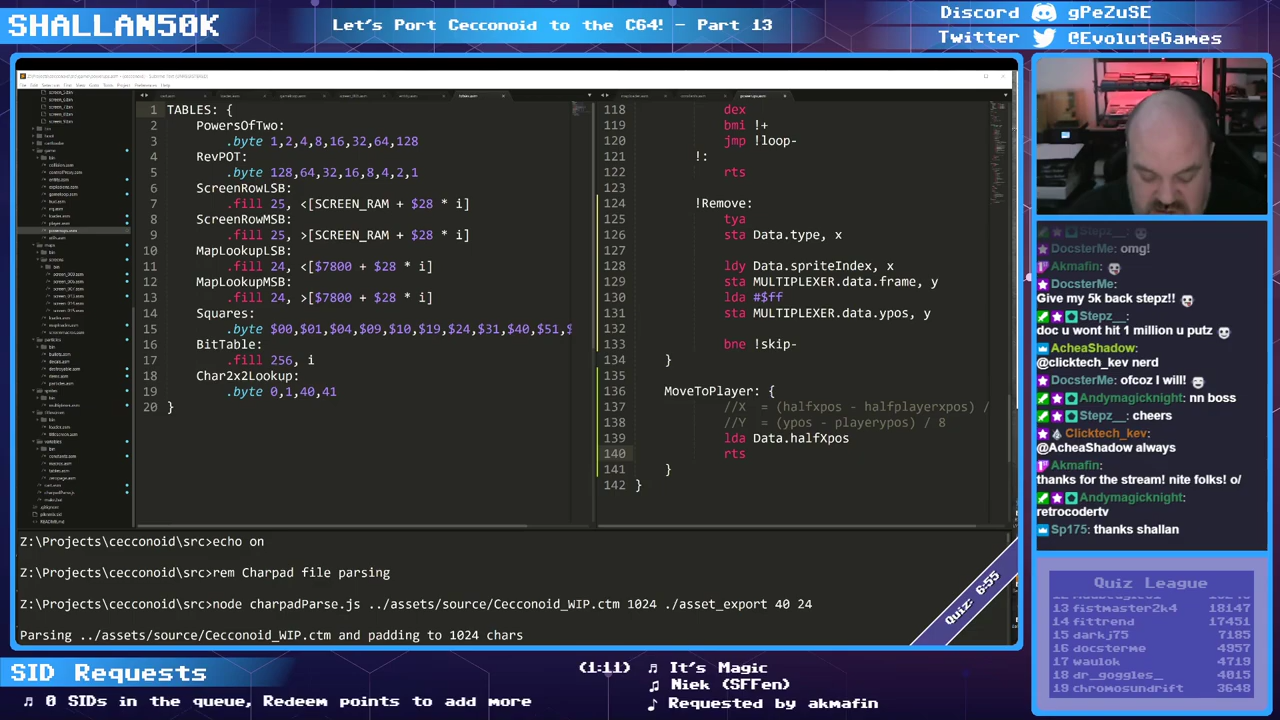 SHALLAN50K
Let's Port Cecconoid to the C64! - Part 13
Discord gPeZuSE
Twitter @EvoluteGames
1 TABLES: {
2 PowersOfTwo:
3 .byte 1,2,4,8,16,32,64,128
4 RevPOT:
5 .byte 128,64,32,16,8,4,2,1
6 ScreenRowLSB:
7 .fill 25, <[SCREEN_RAM + $28 * i]
8 ScreenRowMSB:
9 .fill 25, >[SCREEN_RAM + $28 * i]
10 MapLookupLSB:
11 .fill 24, <[$7800 + $28 * i]
12 MapLookupMSB:
13 .fill 24, >[$7800 + $28 * i]
14 Squares:
15 .byte $00,$01,$04,$09,$10,$19,$24,$31,$40,$51,$
16 BitTable:
17 .fill 256, i
18 Char2x2Lookup:
19 .byte 0,1,40,41
20 }
118 dex
119 bmi !+
120 jmp !loop-
121 !:
122 rts
123
124 !Remove:
125 tya
126 sta Data.type, x
127
128 ldy Data.spriteIndex, x
129 sta MULTIPLEXER.data.frame, y
130 lda #$ff
131 sta MULTIPLEXER.data.ypos, y
132
133 bne !skip-
134 }
135
136 MoveToPlayer: {
137 //X = (halfxpos - halfplayerxpos) /
138 //Y = (ypos - playerypos) / 8
139 lda Data.halfXpos
140 rts
141 }
142 }
Z:\Projects\cecconoid\src>echo on
Z:\Projects\cecconoid\src>rem Charpad file parsing
Z:\Projects\cecconoid\src>node charpadParse.js ../assets/source/Cecconoid_WIP.ctm 1024 ./asset_export 40 24
Parsing ../assets/source/Cecconoid_WIP.ctm and padding to 1024 chars
Quiz: 6:55
Stepz__:
DocsterMe: omg!
Akmafin:
DocsterMe:
Give my 5k back stepz!!
Stepz__:
doc u wont hit 1 million u putz
AcheaShadow:
@clicktech_kev nerd
DocsterMe: ofcoz I will!
Andymagicknight: nn boss
Stepz__: cheers
Clicktech_kev:
@AcheaShadow always
Akmafin:
thanks for the stream! nite folks! o/
Andymagicknight:
retrocodertv
Sp175: thanks shallan
Quiz League
13 fistmaster2k4 18147
14 fittrend 17451
15 darkj75 7185
16 docsterme 4957
17 waulok 4719
18 dr_goggles_ 4015
19 chromosundrift 3648
SID Requests
0 SIDs in the queue, Redeem points to add more
(1:11) It's Magic
Niek (SFFen)
Requested by akmafin